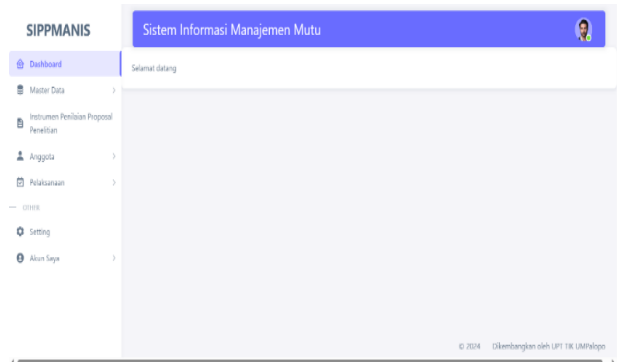 SIPPMANIS
Sistem Informasi Manajemen Mutu
Dashboard
Selamat datang
Master Data
Instrumen Penilaian Proposal
Penelitian
Anggota
Pelaksanaan
OTHER
Setting
Akun Saya
© 2024 Dikembangkan oleh UPT TIK UMPalopo